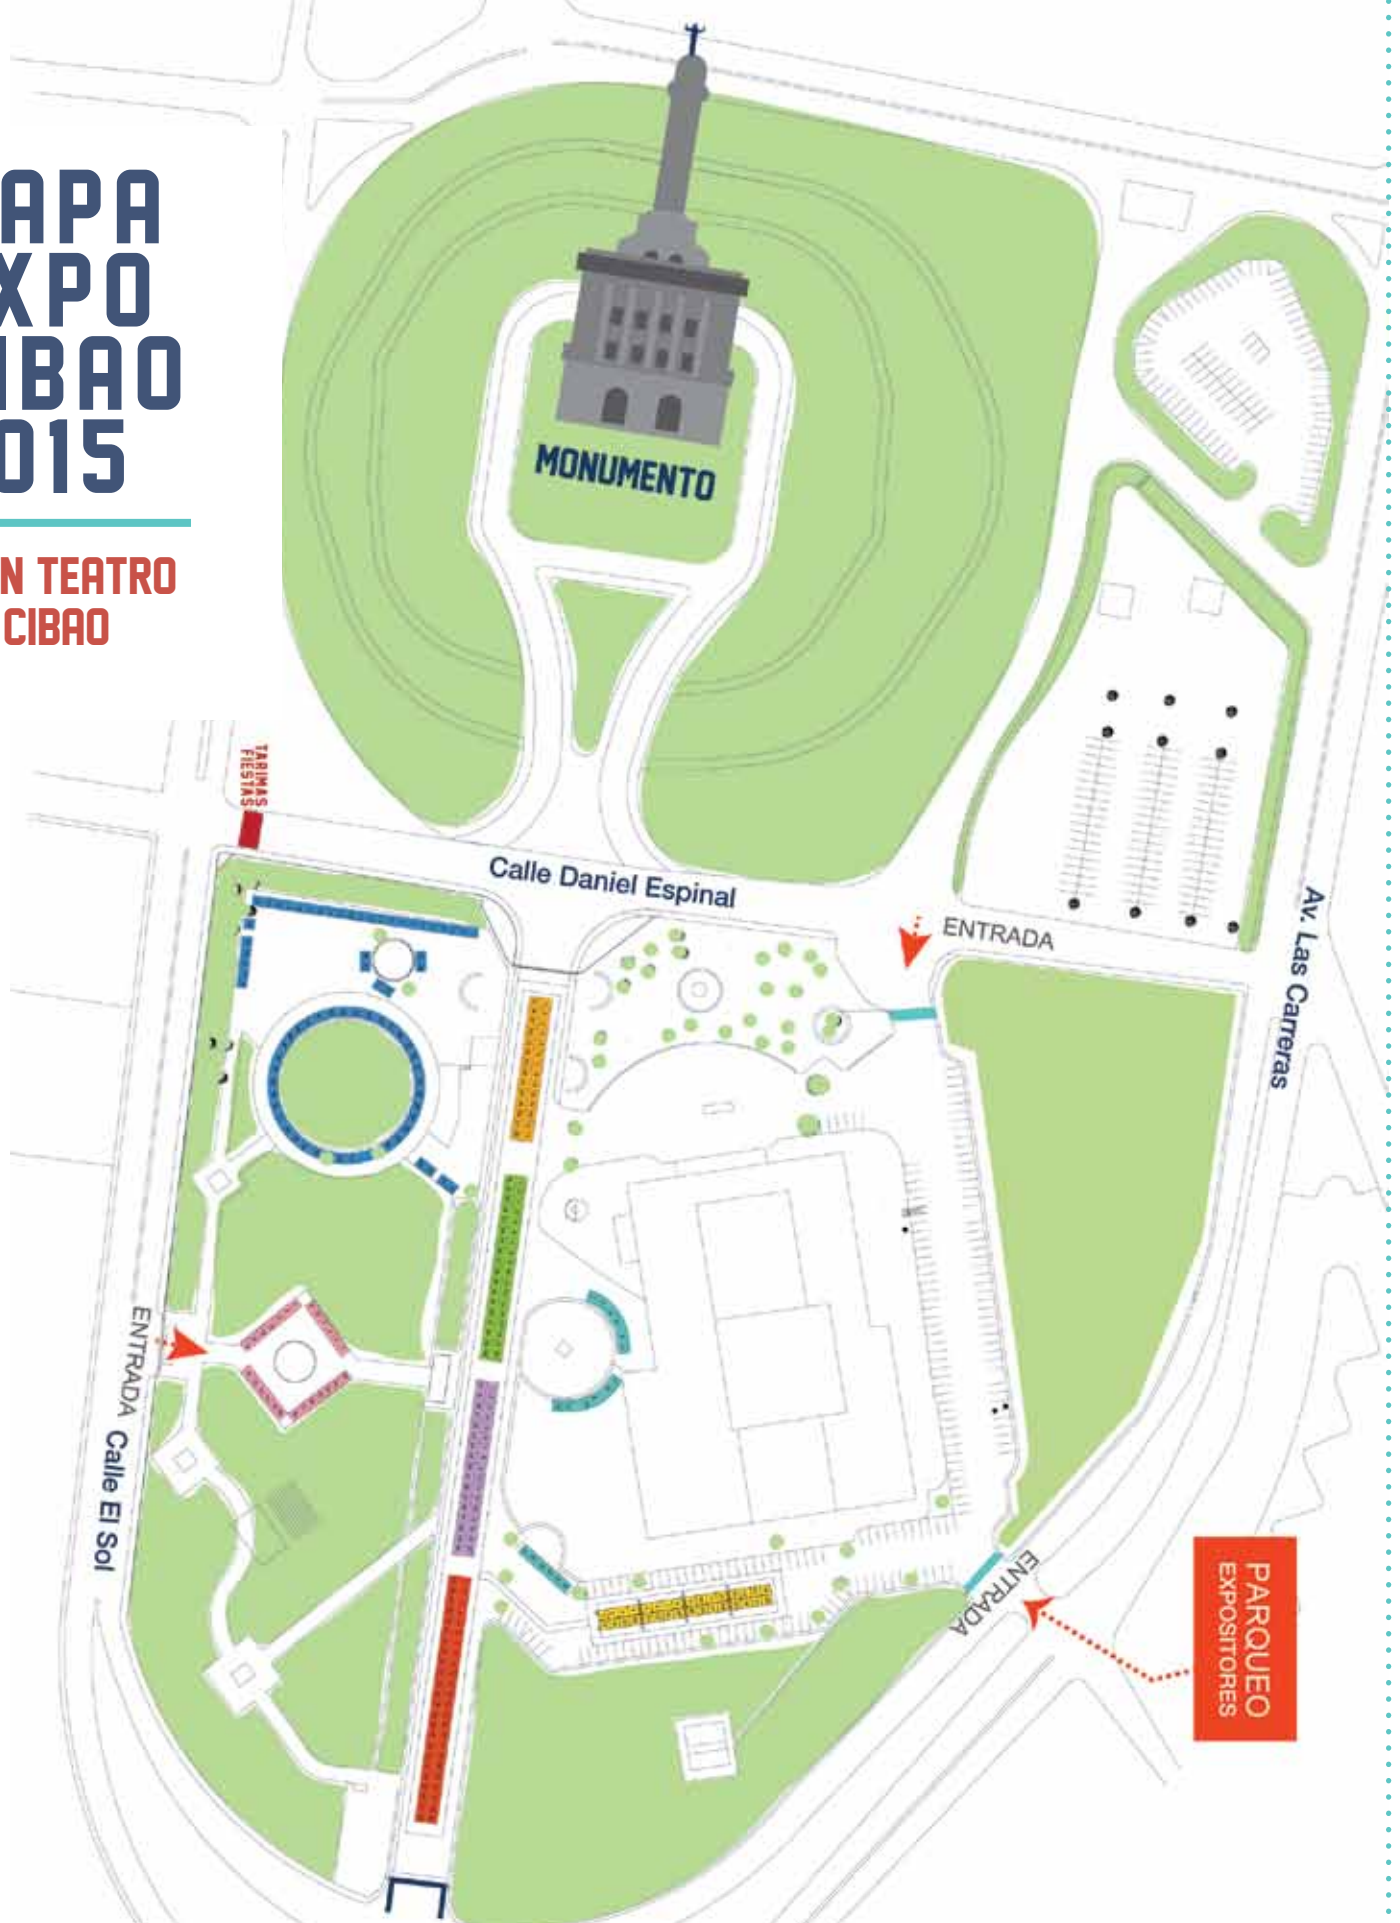 APA
XPO
IBAO
015
N TEATRO
CIBAO
MONUMENTO
TARIMAS
FIESTAS
Calle Daniel Espinal
ENTRADA
Av. Las Carreras
ENTRADA
Calle El Sol
ENTRADA
PARQUEO
EXPOSITORES